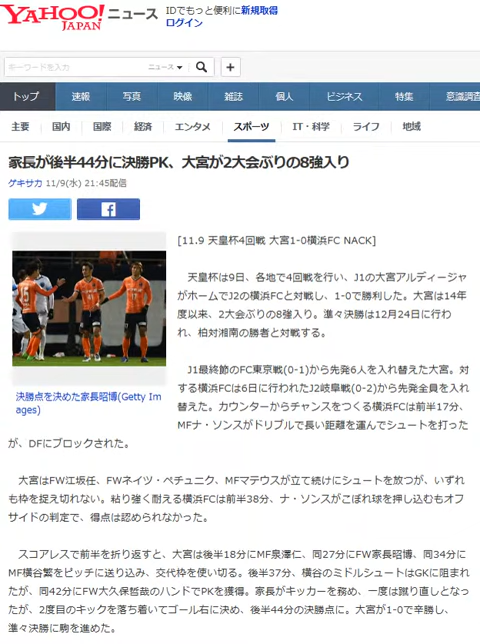 YAHOO! ニュース
JAPAN
IDでもっと便利に新規取得
ログイン
キーワードを入力
ニュース
+
トップ 速報 写真 映像 雑誌 個人 ビジネス 特集 意識調査
主要 国内 国際 経済 エンタメ スポーツ IT・科学 ライフ 地域
家長が後半44分に決勝PK、大宮が2大会ぶりの8強入り
ゲキサカ 11/9(水) 21:45配信
[11.9 天皇杯4回戦 大宮1-0横浜FC NACK]
天皇杯は9日、各地で4回戦を行い、J1の大宮アルディージャ
がホームでJ2の横浜FCと対戦し、1-0で勝利した。大宮は14年
度以来、2大会ぶりの8強入り。準々決勝は12月24日に行わ
れ、柏対湘南の勝者と対戦する。
J1最終節のFC東京戦(0-1)から先発6人を入れ替えた大宮。対
する横浜FCは6日に行われたJ2岐阜戦(0-2)から先発全員を入れ
替えた。カウンターからチャンスをつくる横浜FCは前半17分、
MFナ・ソンスがドリブルで長い距離を運んでシュートを打った
が、DFにブロックされた。
決勝点を決めた家長昭博(Getty Im
ages)
大宮はFW江坂任、FWネイツ・ペチュニク、MFマテウスが立て続けにシュートを放つが、いずれ
も枠を捉え切れない。粘り強く耐える横浜FCは前半38分、ナ・ソンスがこぼれ球を押し込むもオフ
サイドの判定で、得点は認められなかった。
スコアレスで前半を折り返すと、大宮は後半18分にMF泉澤仁、同27分にFW家長昭博、同34分に
MF横谷繁をピッチに送り込み、交代枠を使い切る。後半37分、横谷のミドルシュートはGKに阻まれ
たが、同42分にFW大久保哲哉のハンドでPKを獲得。家長がキッカーを務め、一度は蹴り直しとなっ
たが、2度目のキックを落ち着いてゴール右に決め、後半44分の決勝点に。大宮が1-0で辛勝し、
準々決勝に駒を進めた。
15